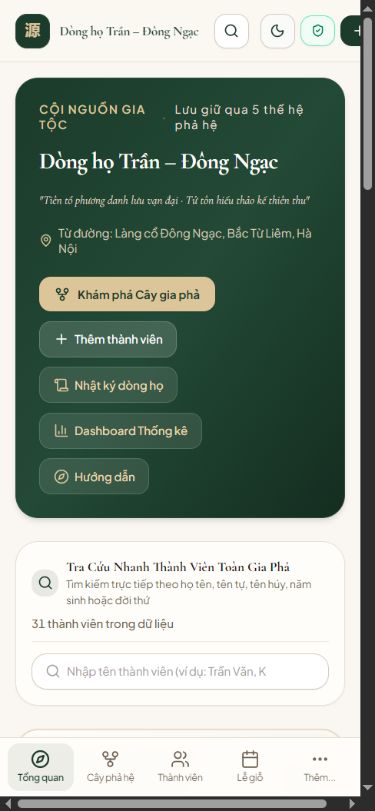 源 Dòng họ Trần – Đông Ngạc
CỘI NGUỒN GIA TỘC · Lưu giữ qua 5 thế hệ phả hệ
Dòng họ Trần – Đông Ngạc
"Tiên tổ phương danh lưu vạn đại · Tử tôn hiếu thảo kế thiên thu"
Từ đường: Làng cổ Đông Ngạc, Bắc Từ Liêm, Hà
Nội
Khám phá Cây gia phả
Thêm thành viên
Nhật ký dòng họ
Dashboard Thống kê
Hướng dẫn
Tra Cứu Nhanh Thành Viên Toàn Gia Phả
Tìm kiếm trực tiếp theo họ tên, tên tự, tên húy, năm
sinh hoặc đời thứ
31 thành viên trong dữ liệu
Nhập tên thành viên (ví dụ: Trần Văn, K
Tổng quan Cây phả hệ Thành viên Lễ giỗ Thêm...